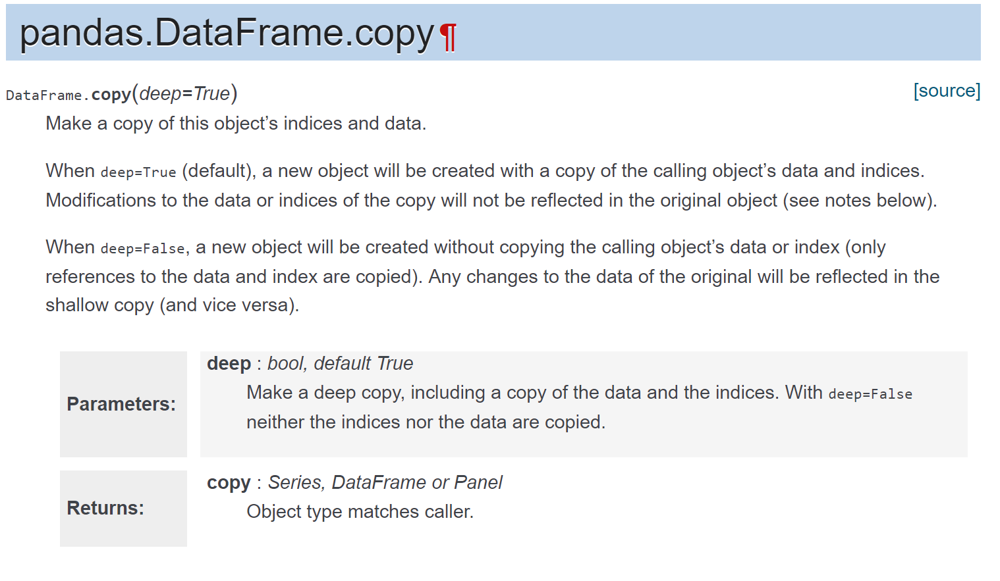 pandas.DataFrame.copy¶
DataFrame.copy(deep=True) [source]
Make a copy of this object’s indices and data.
When deep=True (default), a new object will be created with a copy of the calling object’s data and indices.
Modifications to the data or indices of the copy will not be reflected in the original object (see notes below).
When deep=False, a new object will be created without copying the calling object’s data or index (only
references to the data and index are copied). Any changes to the data of the original will be reflected in the
shallow copy (and vice versa).
Parameters:
deep : bool, default True
Make a deep copy, including a copy of the data and the indices. With deep=False
neither the indices nor the data are copied.
Returns:
copy : Series, DataFrame or Panel
Object type matches caller.